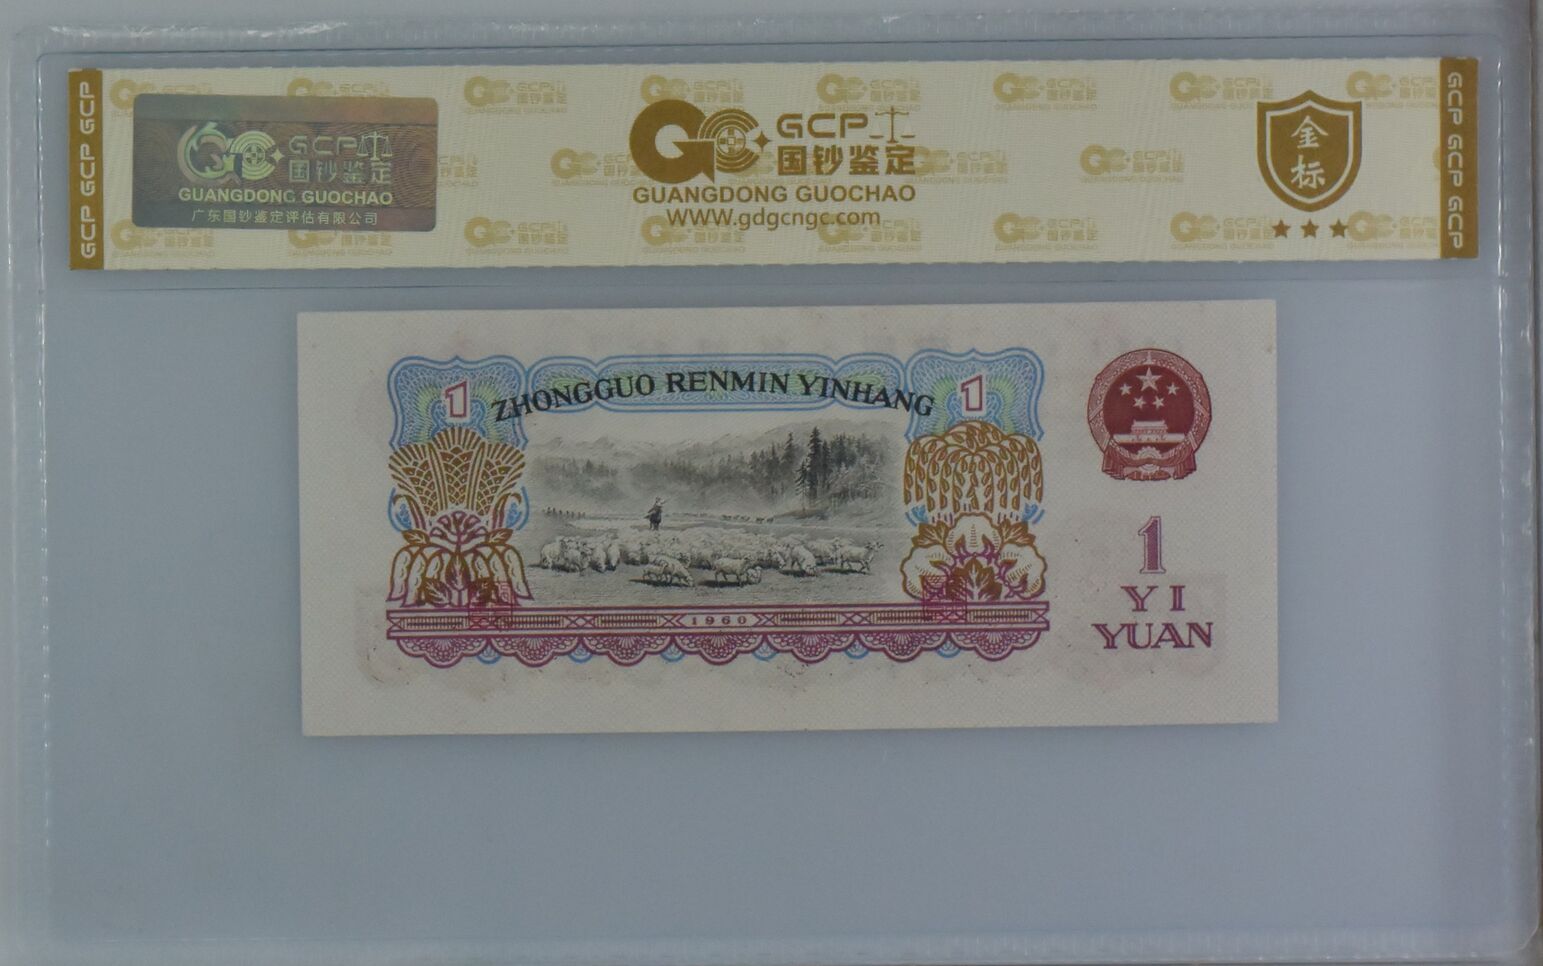 GCP GCP GCP
GCP
国钞鉴定
GUANGDONG GUOCHAO
广东国钞鉴定评估有限公司
GCP
国钞鉴定
GUANGDONG GUOCHAO
WWW.gdgcngc.com
金标
GCP GCP GCP
1
ZHONGGUO RENMIN YINHANG
1
1960
1
YI
YUAN